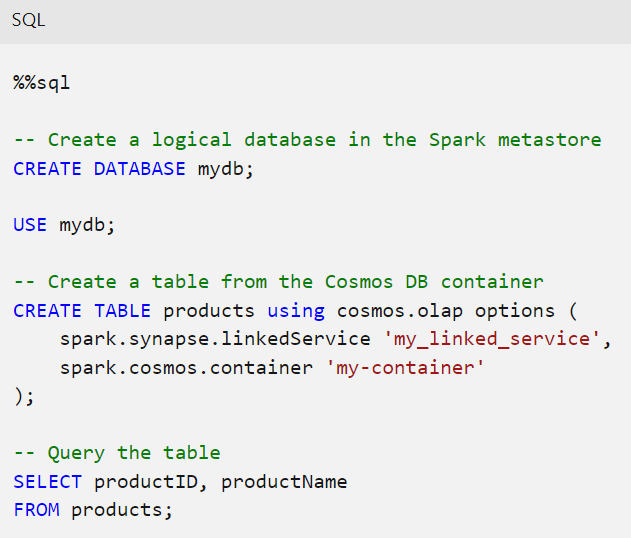 SQL
%%sql
-- Create a logical database in the Spark metastore
CREATE DATABASE mydb;
USE mydb;
-- Create a table from the Cosmos DB container
CREATE TABLE products using cosmos.olap options (
    spark.synapse.linkedService 'my_linked_service',
    spark.cosmos.container 'my-container'
);
-- Query the table
SELECT productID, productName
FROM products;